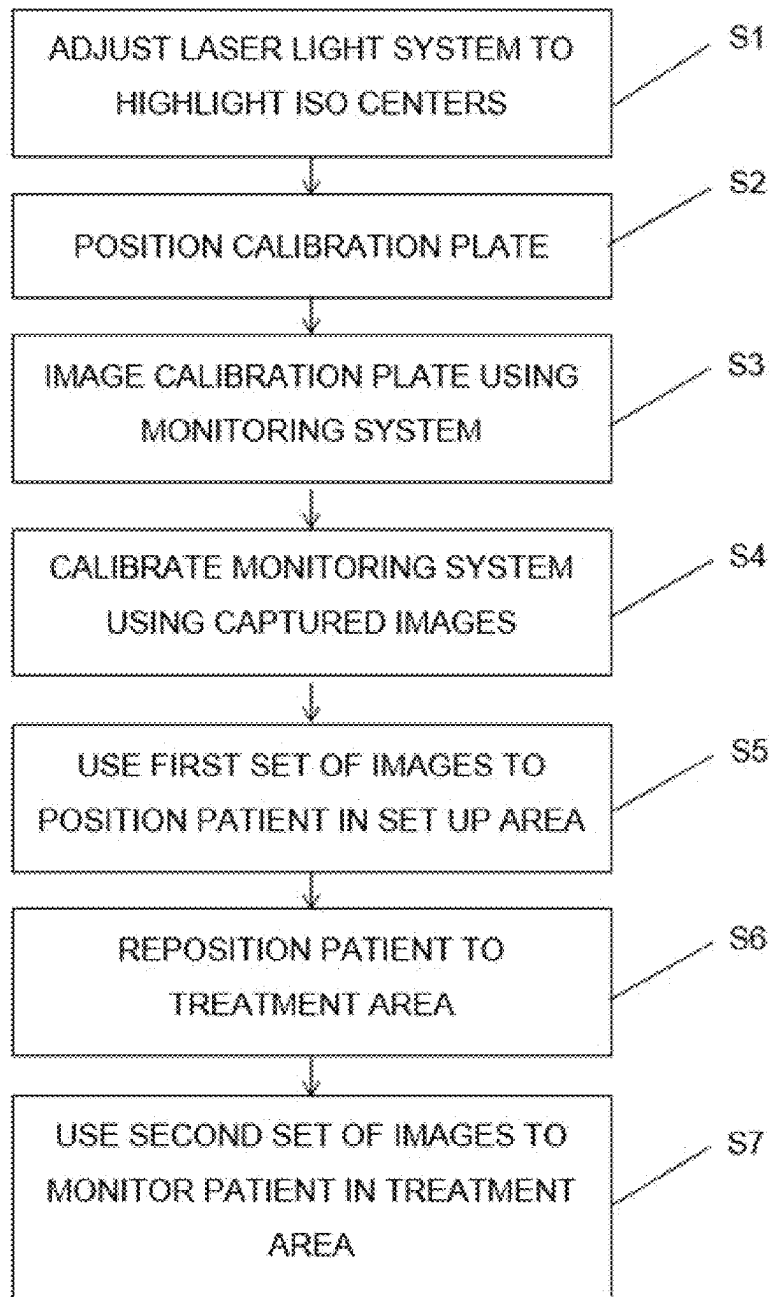 ADJUST LASER LIGHT SYSTEM TO
HIGHLIGHT ISO CENTERS
S1
POSITION CALIBRATION PLATE
S2
IMAGE CALIBRATION PLATE USING
MONITORING SYSTEM
S3
CALIBRATE MONITORING SYSTEM
USING CAPTURED IMAGES
S4
USE FIRST SET OF IMAGES TO
POSITION PATIENT IN SET UP AREA
S5
REPOSITION PATIENT TO
TREATMENT AREA
S6
USE SECOND SET OF IMAGES TO
MONITOR PATIENT IN TREATMENT
AREA
S7